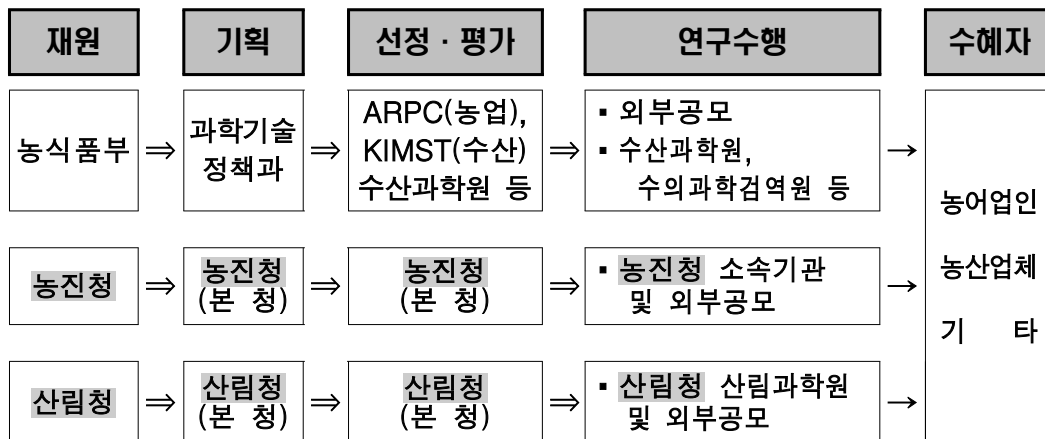 재원 기획 선정 · 평가 연구수행 수혜자
농식품부 ⇒ 과학기술 정책과 ⇒ ARPC(농업), KIMST(수산) 수산과학원 등 ⇒ ▪ 외부공모
▪ 수산과학원,
수의과학검역원 등 →
농진청 ⇒ 농진청
(본 청) ⇒ 농진청
(본 청) ⇒ ▪ 농진청 소속기관
및 외부공모 →
산림청 ⇒ 산림청
(본 청) ⇒ 산림청
(본 청) ⇒ ▪ 산림청 산림과학원
및 외부공모 →
농어업인
농산업체
기 타